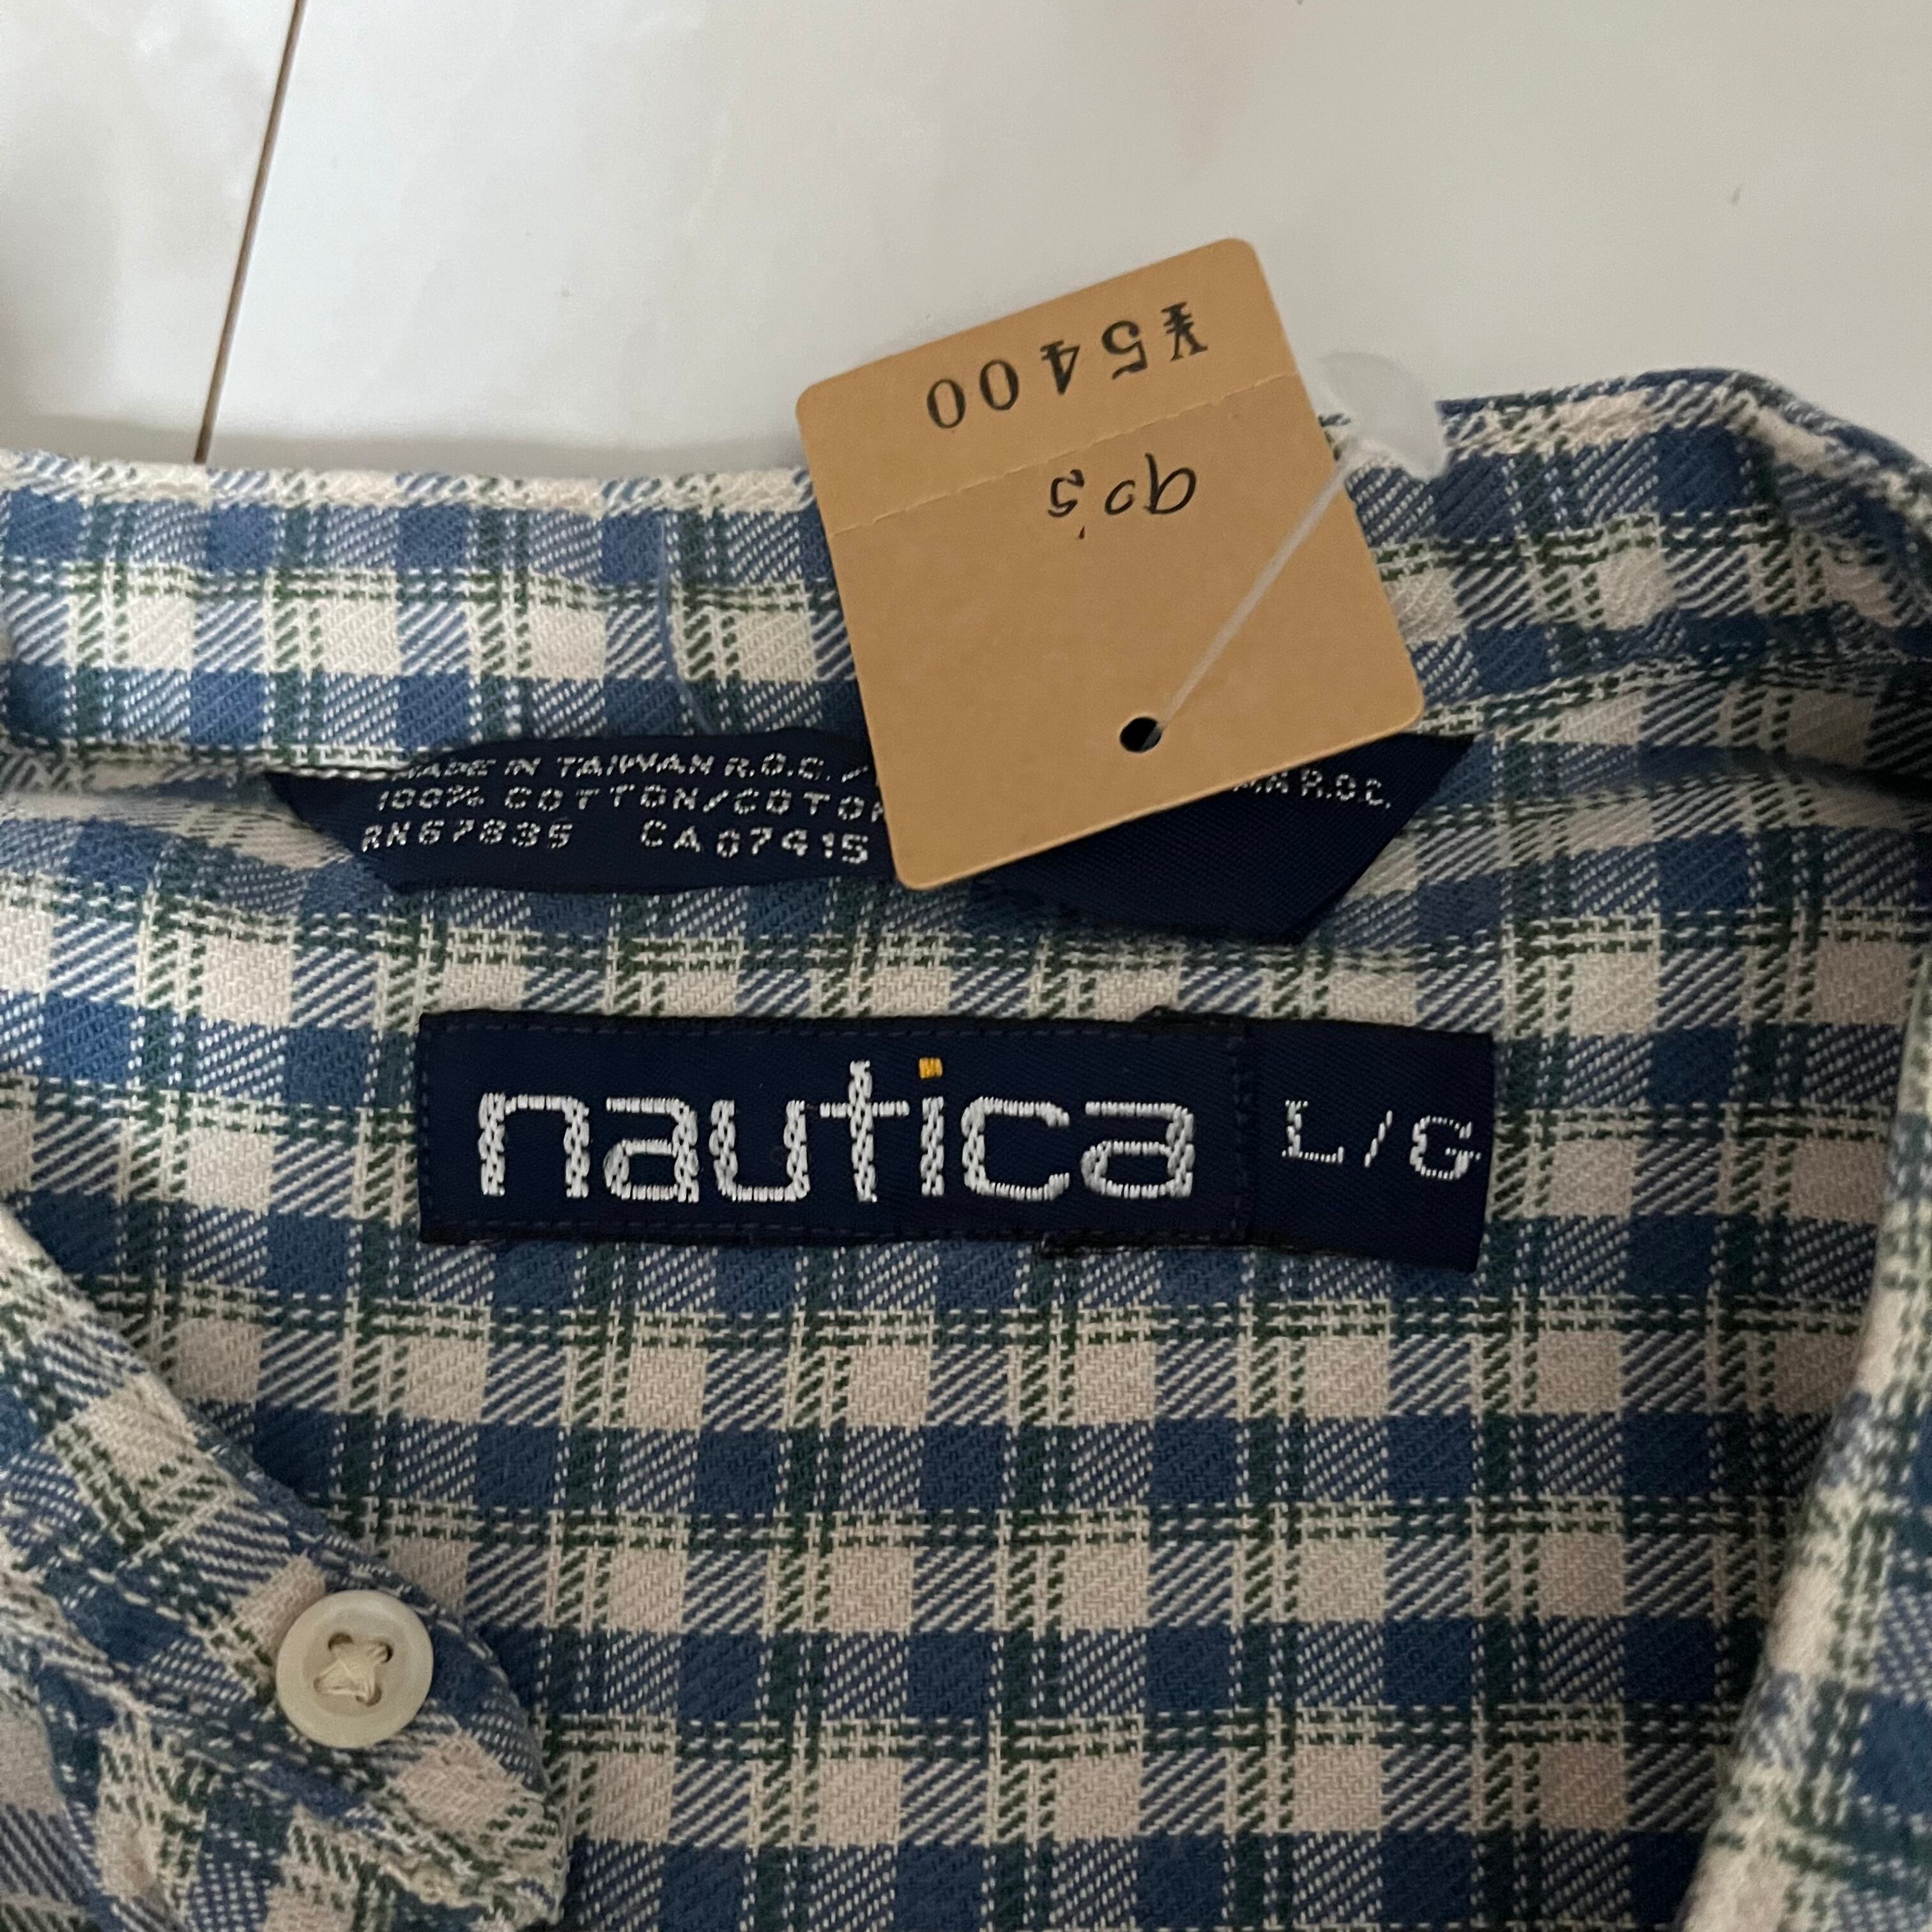 ¥5400
90's
MADE IN TAIWAN R.O.C. /
100% COTTON/COTO
RN67835 CA07415
R.O.C.
nautica
L/G